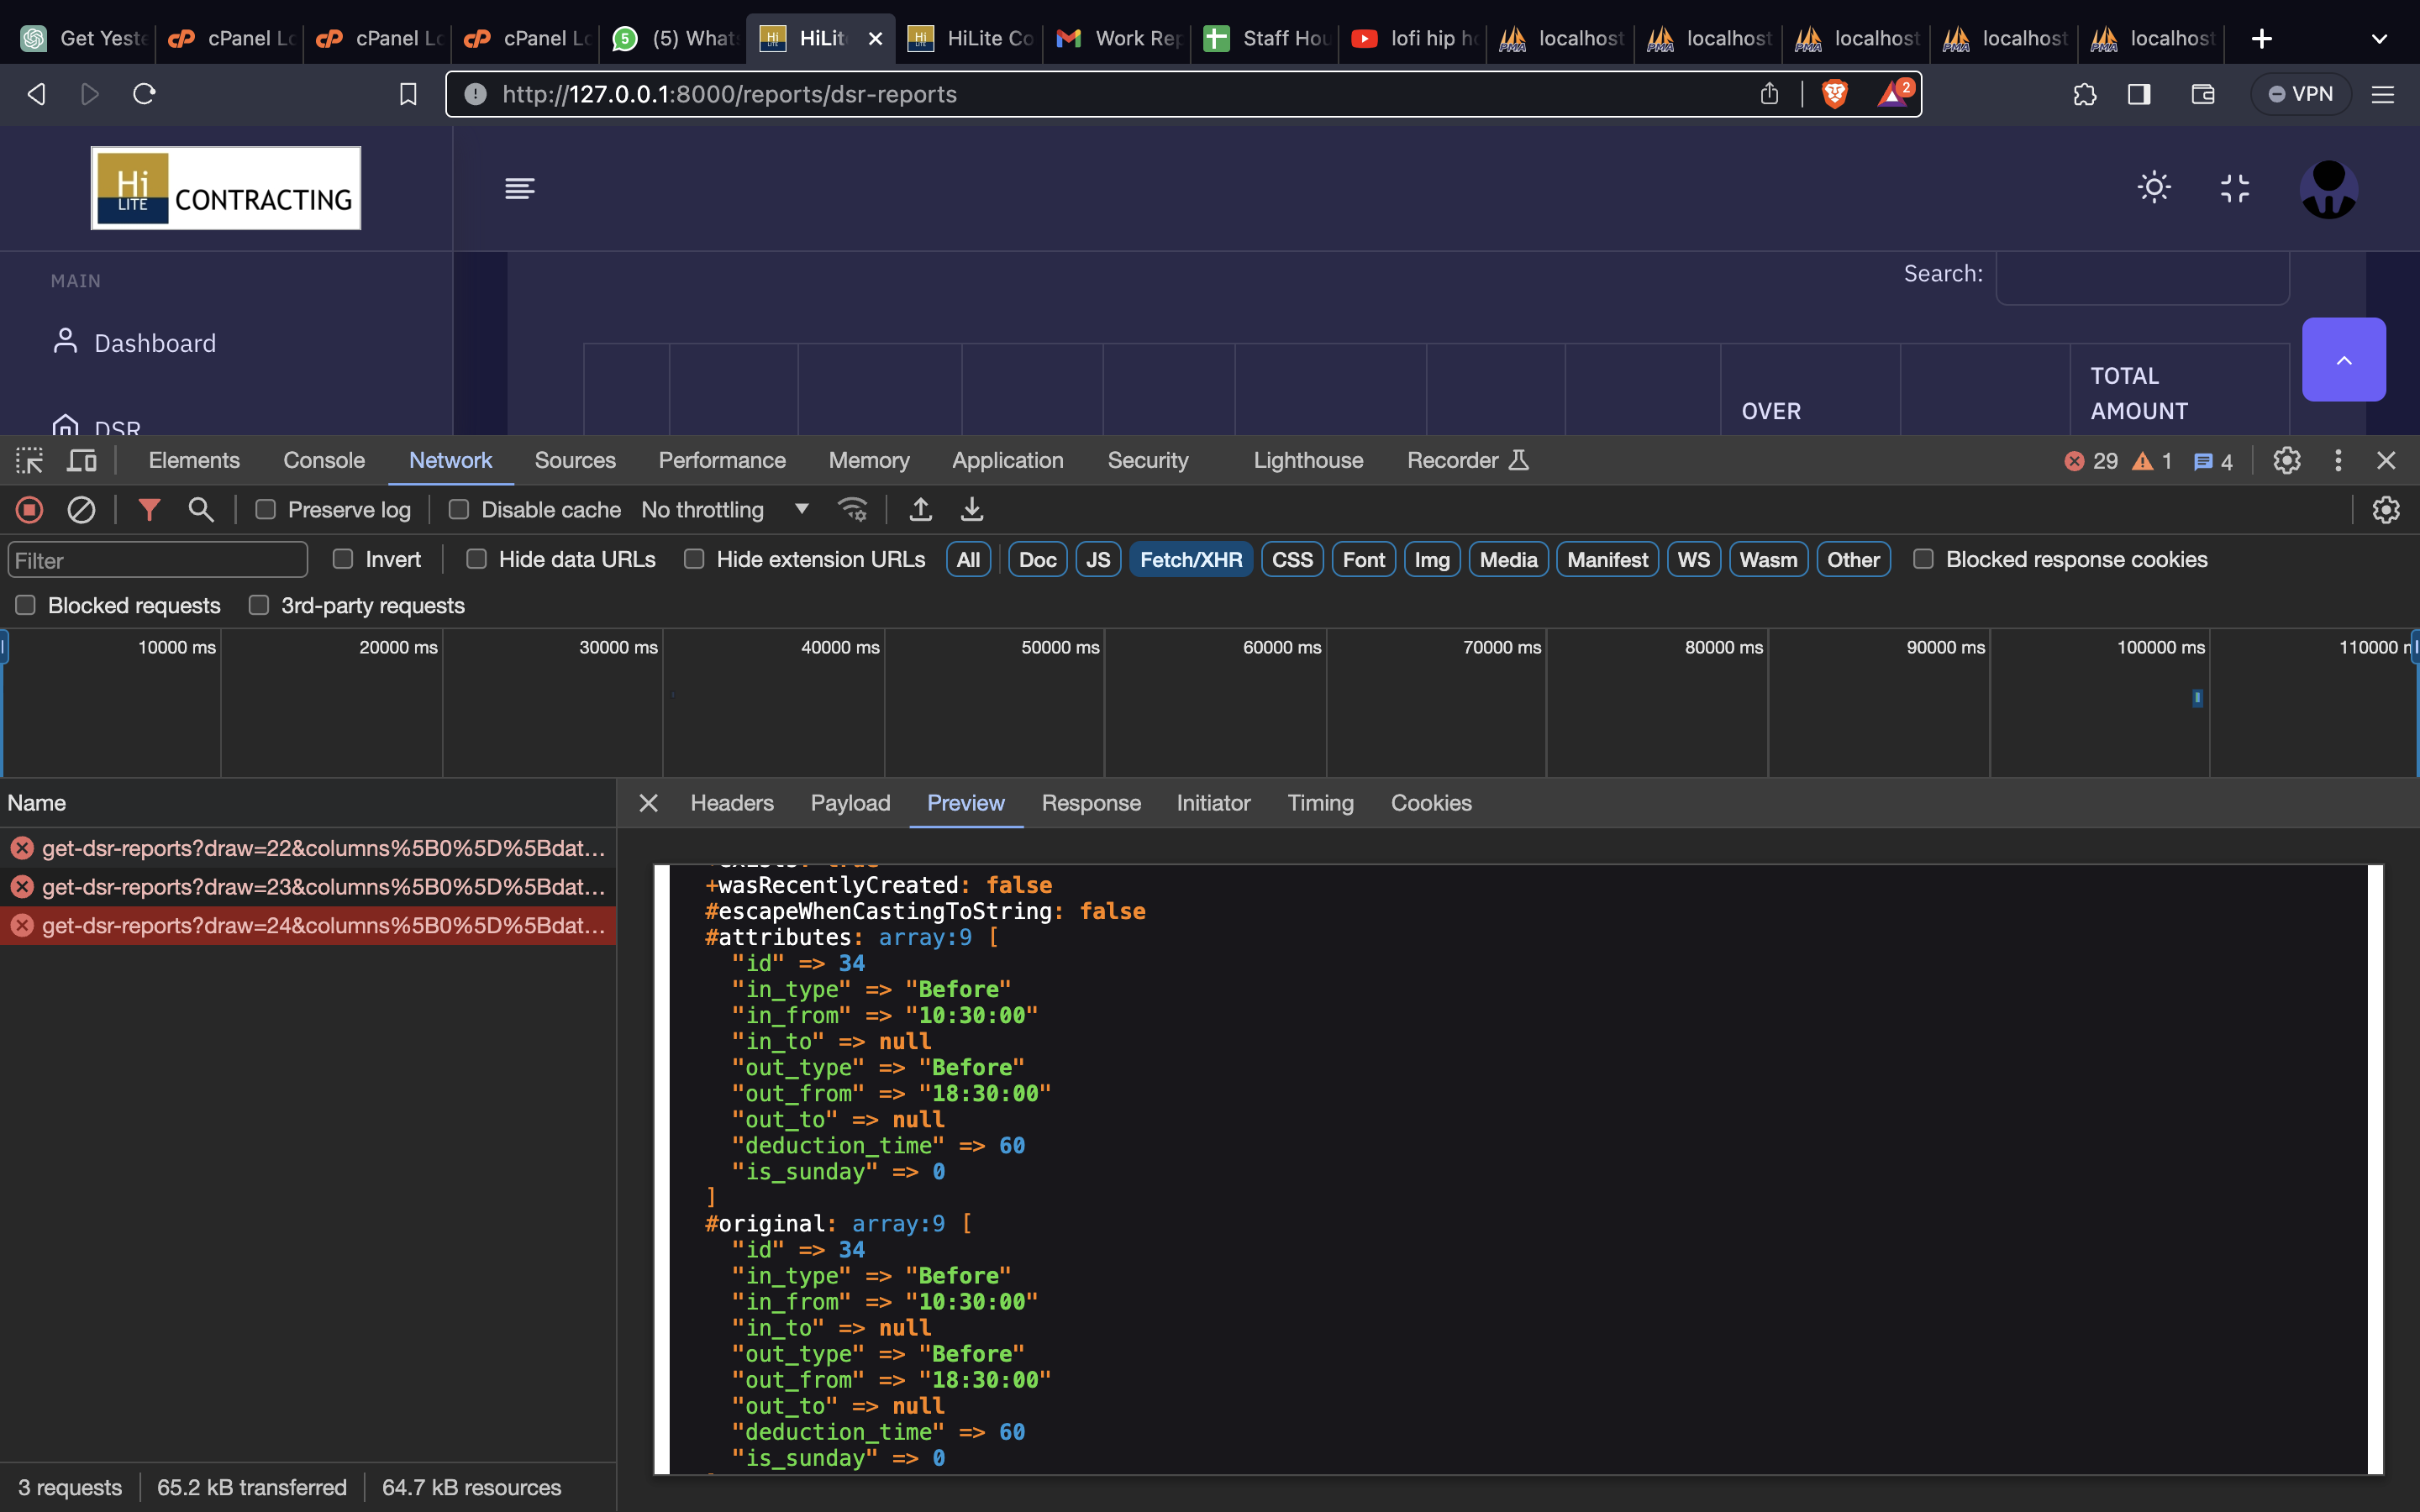 Get Yeste
cPanel Lo
cPanel Lo
cPanel Lo
5
(5) What
HiLit
HiLite Co
Work Rep
Staff Hou
lofi hip ho
localhost
localhost
localhost
localhost
localhost
http://127.0.0.1:8000/reports/dsr-reports
2
VPN
Hi
LITE
CONTRACTING
MAIN
Search:
Dashboard
TOTAL
OVER
AMOUNT
DSR
Elements Console Network Sources Performance Memory Application Security Lighthouse Recorder
29 1 4
Preserve log Disable cache No throttling
Filter Invert Hide data URLs Hide extension URLs All Doc JS Fetch/XHR CSS Font Img Media Manifest WS Wasm Other Blocked response cookies
Blocked requests 3rd-party requests
10000 ms 20000 ms 30000 ms 40000 ms 50000 ms 60000 ms 70000 ms 80000 ms 90000 ms 100000 ms 110000
Name
Headers Payload Preview Response Initiator Timing Cookies
get-dsr-reports?draw=22&columns%5B0%5D%5Bdat...
get-dsr-reports?draw=23&columns%5B0%5D%5Bdat...
get-dsr-reports?draw=24&columns%5B0%5D%5Bdat...
+exists: true
+wasRecentlyCreated: false
#escapeWhenCastingToString: false
#attributes: array:9 [
"id" => 34
"in_type" => "Before"
"in_from" => "10:30:00"
"in_to" => null
"out_type" => "Before"
"out_from" => "18:30:00"
"out_to" => null
"deduction_time" => 60
"is_sunday" => 0
]
#original: array:9 [
"id" => 34
"in_type" => "Before"
"in_from" => "10:30:00"
"in_to" => null
"out_type" => "Before"
"out_from" => "18:30:00"
"out_to" => null
"deduction_time" => 60
"is_sunday" => 0
3 requests 65.2 kB transferred 64.7 kB resources